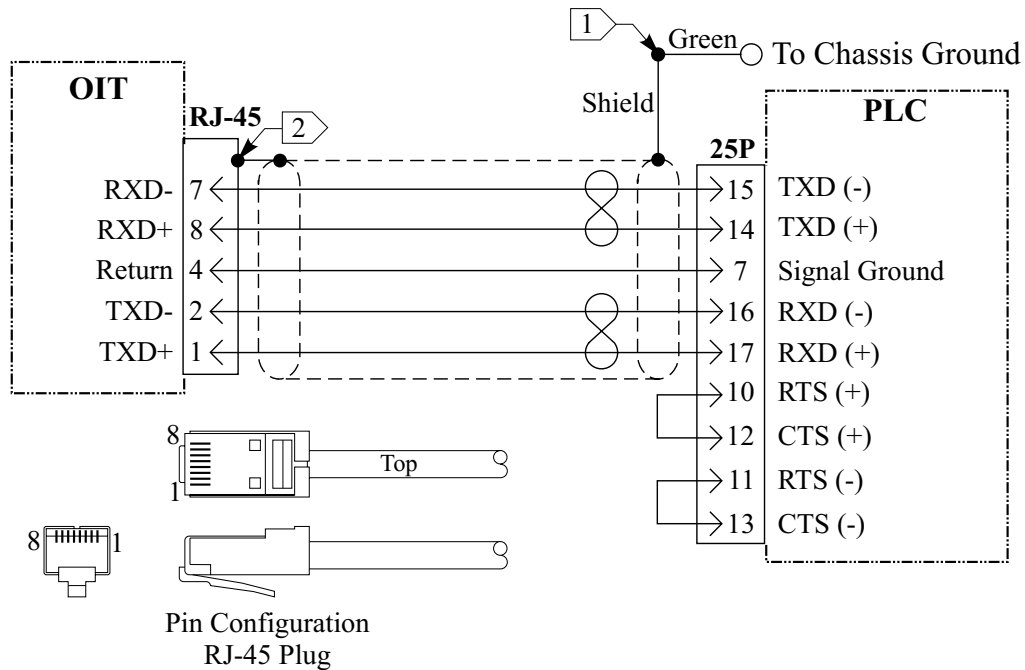 1
Green
To Chassis Ground
OIT
Shield
PLC
RJ-45
2
25P
RXD- 7
15 TXD (-)
RXD+ 8
14 TXD (+)
Return 4
7 Signal Ground
TXD- 2
16 RXD (-)
TXD+ 1
17 RXD (+)
10 RTS (+)
12 CTS (+)
11 RTS (-)
13 CTS (-)
8
Top
1
8
1
Pin Configuration
RJ-45 Plug